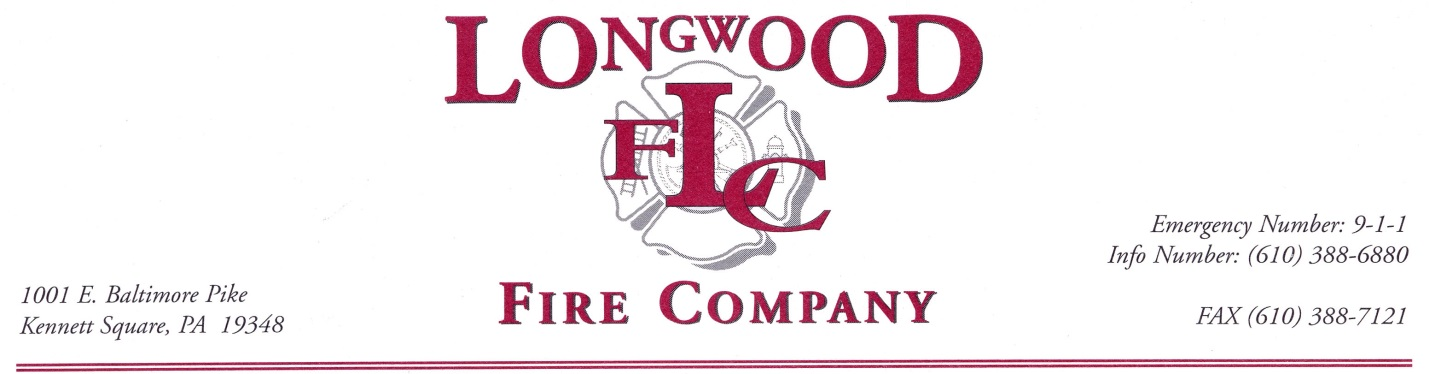 LONGWOOD
FLC
FIRE COMPANY
1001 E. Baltimore Pike
Kennett Square, PA 19348
Emergency Number: 9-1-1
Info Number: (610) 388-6880
FAX (610) 388-7121